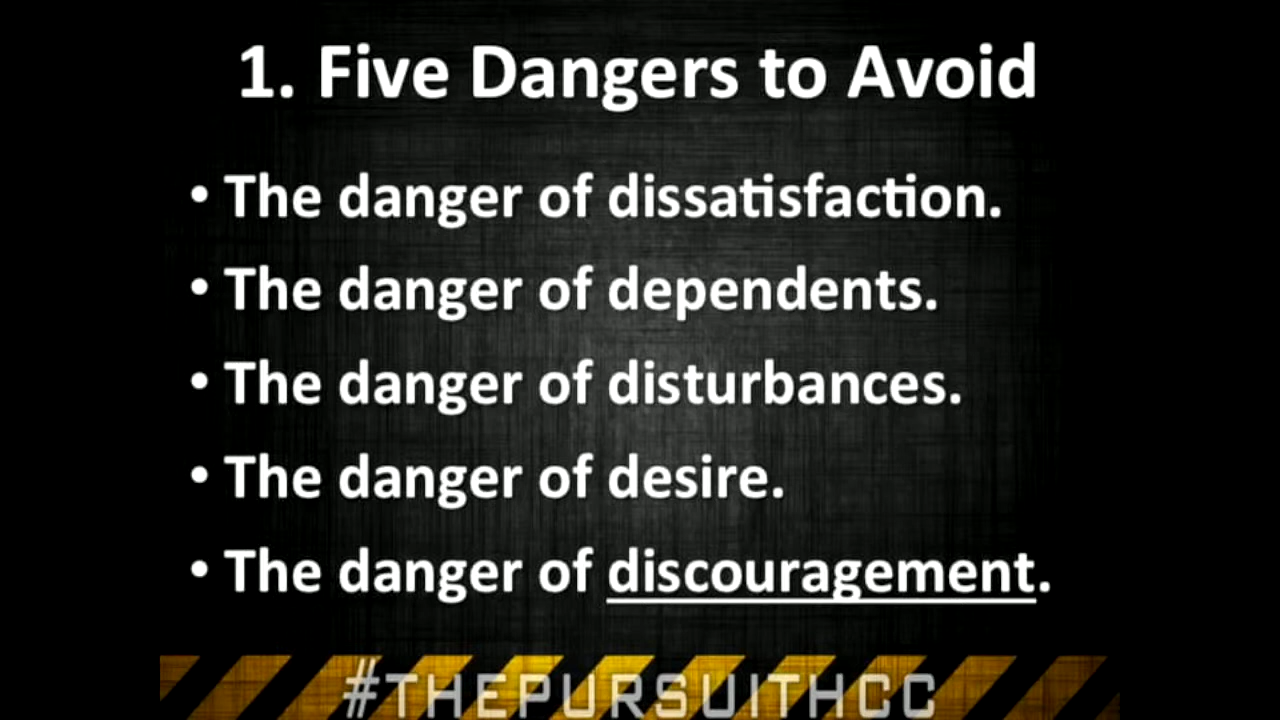 1. Five Dangers to Avoid
• The danger of dissatisfaction.
• The danger of dependents.
• The danger of disturbances.
• The danger of desire.
• The danger of discouragement.
#THEPURSUITHCC